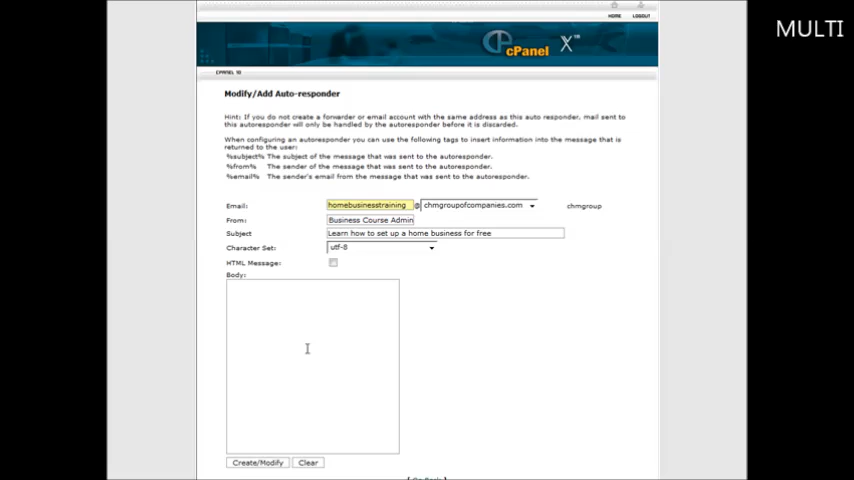 MULTI
HOME LOGOUT
cPanel X™
CPANEL 10
Modify/Add Auto-responder
Hint: If you do not create a forwarder or email account with the same address as this auto responder, mail sent to
this autoresponder will only be handled by the autoresponder before it is discarded.
When configuring an autoresponder you can use the following tags to insert information into the message that is
returned to the user:
%subject% The subject of the message that was sent to the autoresponder.
%from% The sender of the message that was sent to the autoresponder.
%email% The sender's email from the message that was sent to the autoresponder.
Email: homebusinesstraining @ chmgroupofcompanies.com chmgroup
From: Business Course Admin
Subject Learn how to set up a home business for free
Character Set: utf-8
HTML Message:
Body:
Create/Modify Clear
[ Go Back ]